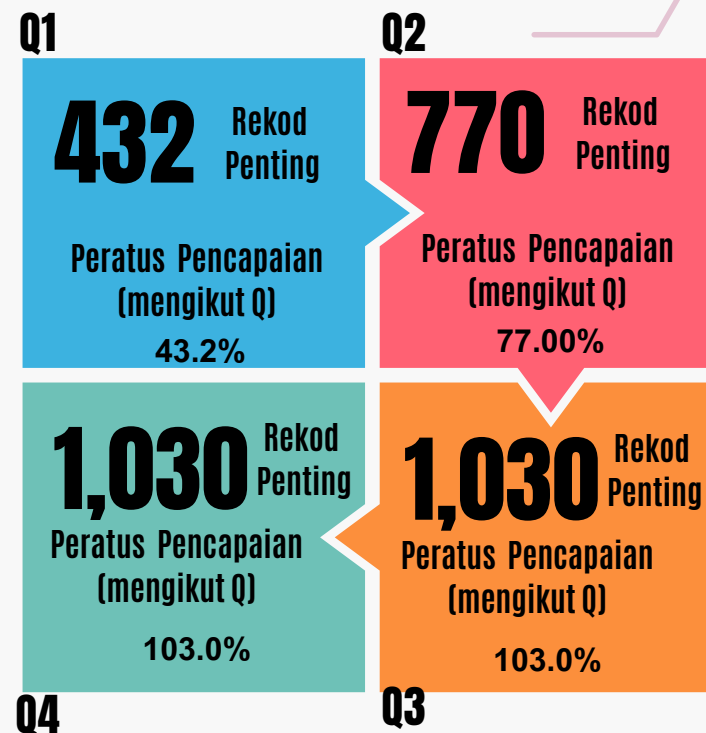 Q1
432
Rekod
Penting
Peratus Pencapaian
(mengikut Q)
43.2%
Q2
770
Rekod
Penting
Peratus Pencapaian
(mengikut Q)
77.00%
1,030
Rekod
Penting
Peratus Pencapaian
(mengikut Q)
103.0%
Q3
1,030
Rekod
Penting
Peratus Pencapaian
(mengikut Q)
103.0%
Q4